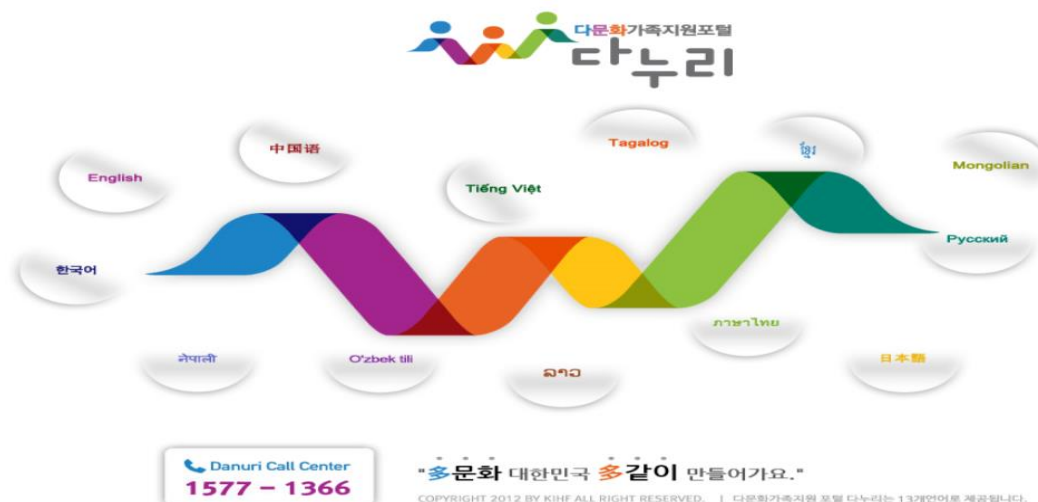 다문화가족지원포털
다누리
中国语
Tagalog
ខ្មែរ
Mongolian
English
Tiếng Việt
Русский
한국어
ภาษาไทย
नेपाली
O'zbek tili
ລາວ
日本語
Danuri Call Center
1577 - 1366
"多문화 대한민국 多같이 만들어가요."
COPYRIGHT 2012 BY KIHF ALL RIGHT RESERVED. | 다문화가족지원 포털 다누리는 13개언어로 제공됩니다.